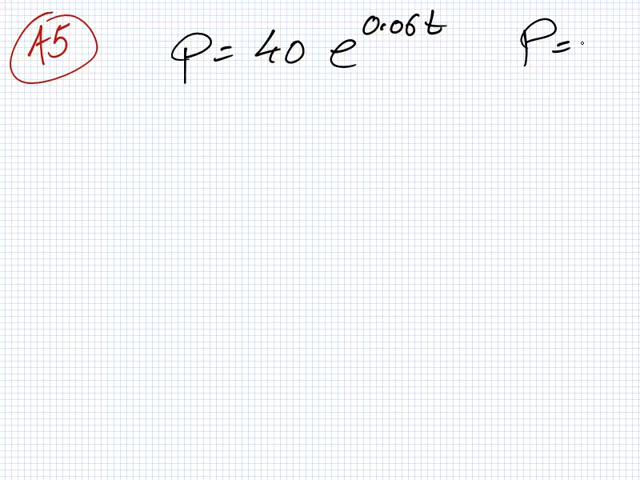 A5 P = 40 e^0.06t P =